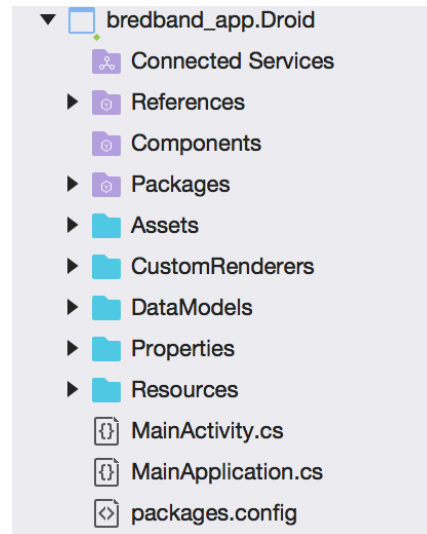 bredband_app.Droid
Connected Services
References
Components
Packages
Assets
CustomRenderers
DataModels
Properties
Resources
MainActivity.cs
MainApplication.cs
packages.config